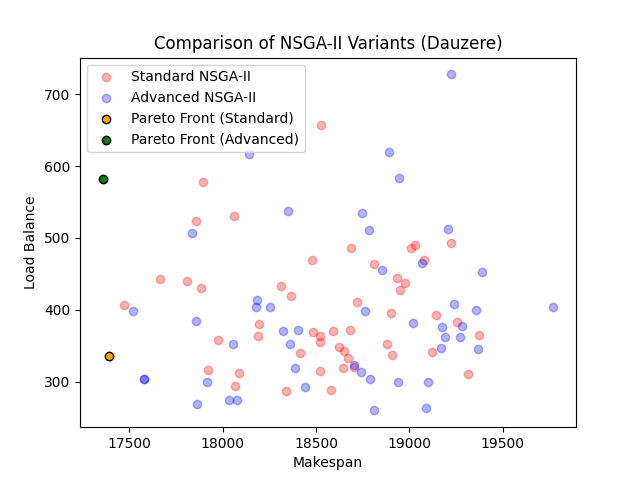 Comparison of NSGA-II Variants (Dauzere)
Standard NSGA-II
Advanced NSGA-II
Pareto Front (Standard)
Pareto Front (Advanced)
Load Balance
700
600
500
400
300
17500 18000 18500 19000 19500
Makespan